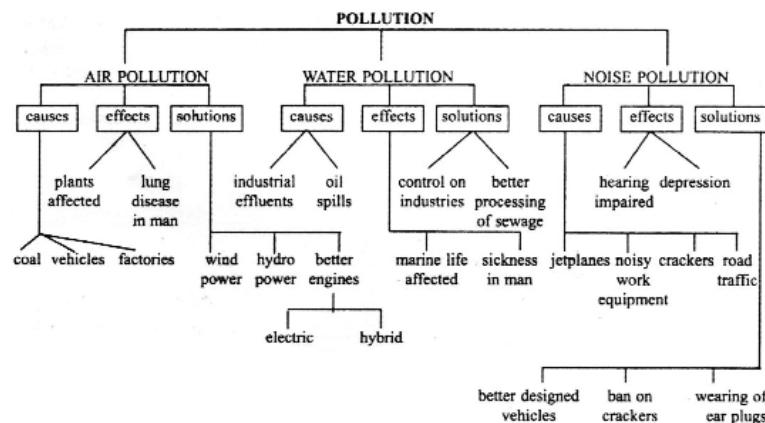 POLLUTION
AIR POLLUTION WATER POLLUTION NOISE POLLUTION
causes effects solutions causes effects solutions causes effects solutions
plants lung industrial oil control on better hearing depression
affected disease effluents spills industries processing impaired
in man of sewage
coal vehicles factories wind hydro better marine life sickness jetplanes noisy crackers road
power power engines affected in man work traffic
equipment
electric hybrid
better designed ban on wearing of
vehicles crackers ear plugs